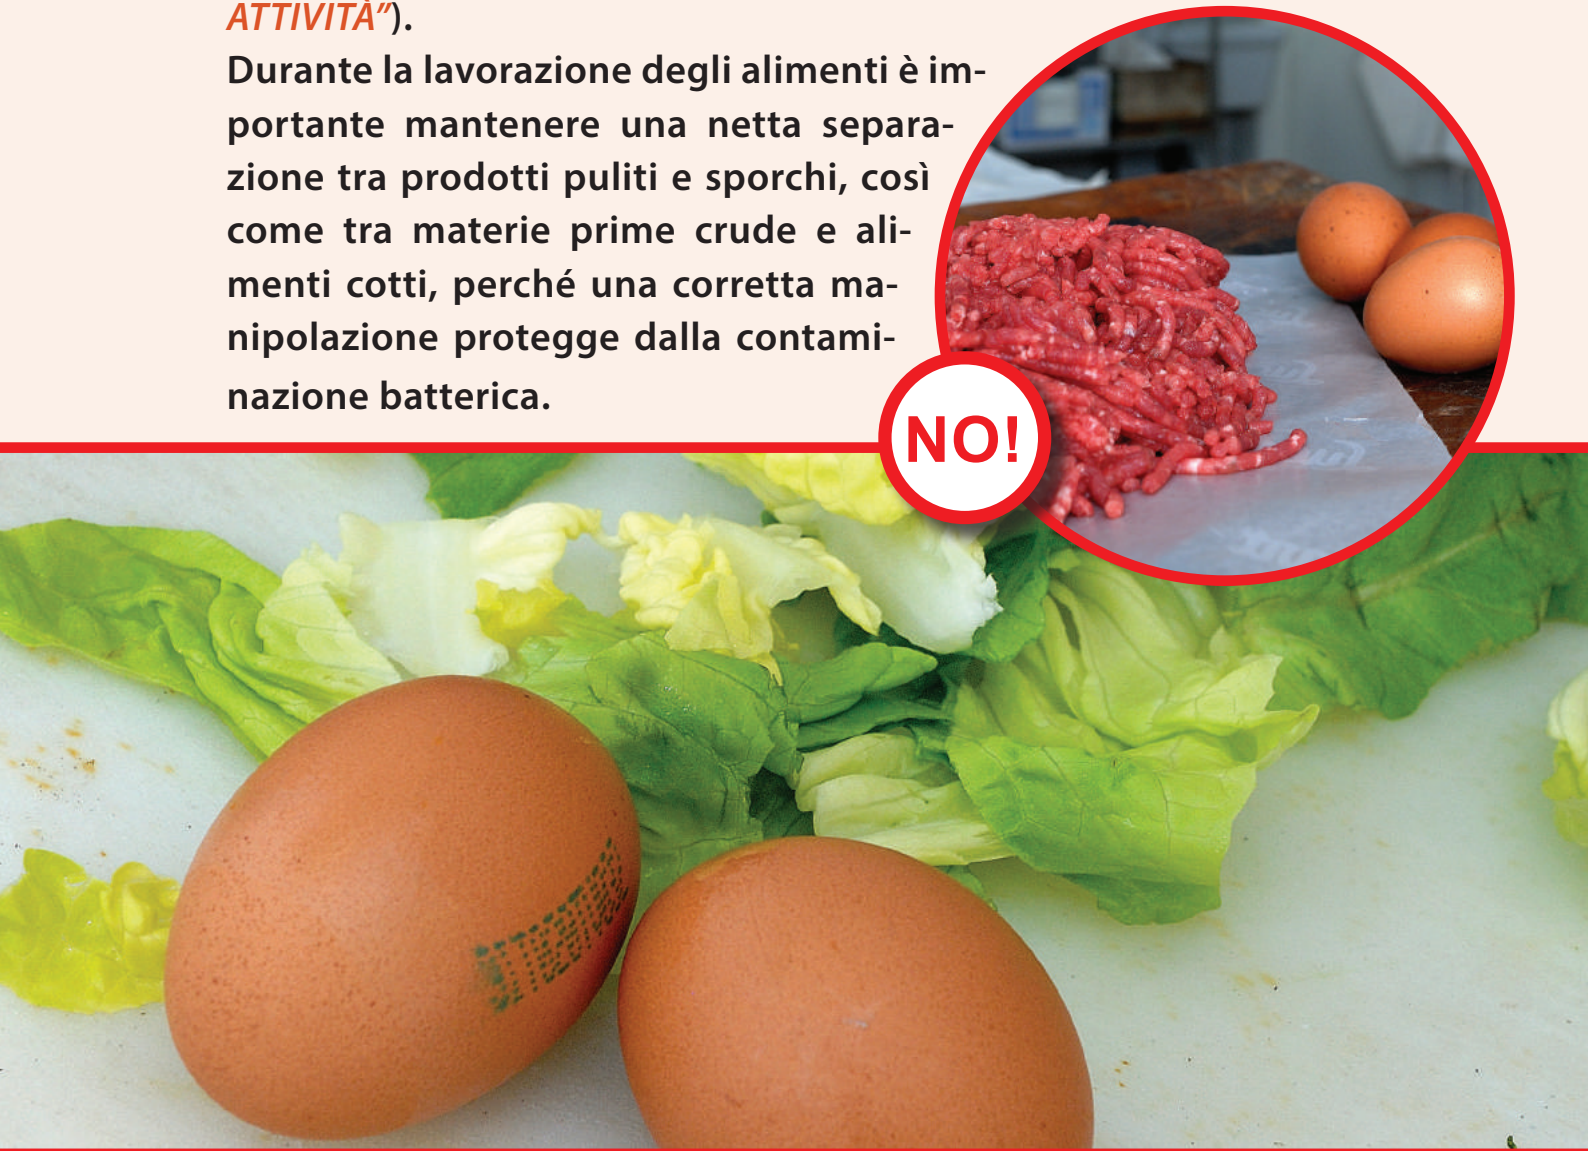 ATTIVITÀ”).
Durante la lavorazione degli alimenti è im-
portante mantenere una netta separa-
zione tra prodotti puliti e sporchi, così
come tra materie prime crude e ali-
menti cotti, perché una corretta ma-
nipolazione protegge dalla contami-
nazione batterica.
NO!